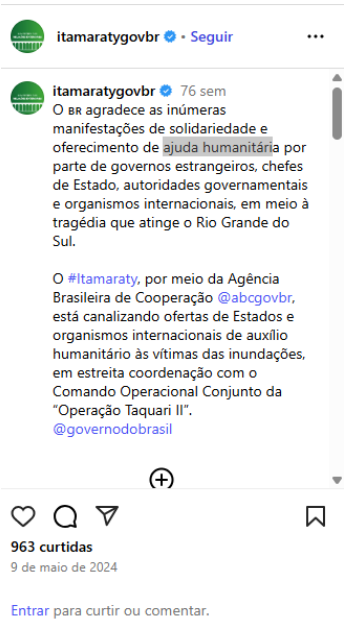 itamaratygovbr • Seguir
itamaratygovbr 76 sem
O BR agradece as inúmeras
manifestações de solidariedade e
oferecimento de ajuda humanitária por
parte de governos estrangeiros, chefes
de Estado, autoridades governamentais
e organismos internacionais, em meio à
tragédia que atinge o Rio Grande do
Sul.
O #Itamaraty, por meio da Agência
Brasileira de Cooperação @abcgovbr,
está canalizando ofertas de Estados e
organismos internacionais de auxílio
humanitário às vítimas das inundações,
em estreita coordenação com o
Comando Operacional Conjunto da
"Operação Taquari II".
@governodobrasil
963 curtidas
9 de maio de 2024
Entrar para curtir ou comentar.